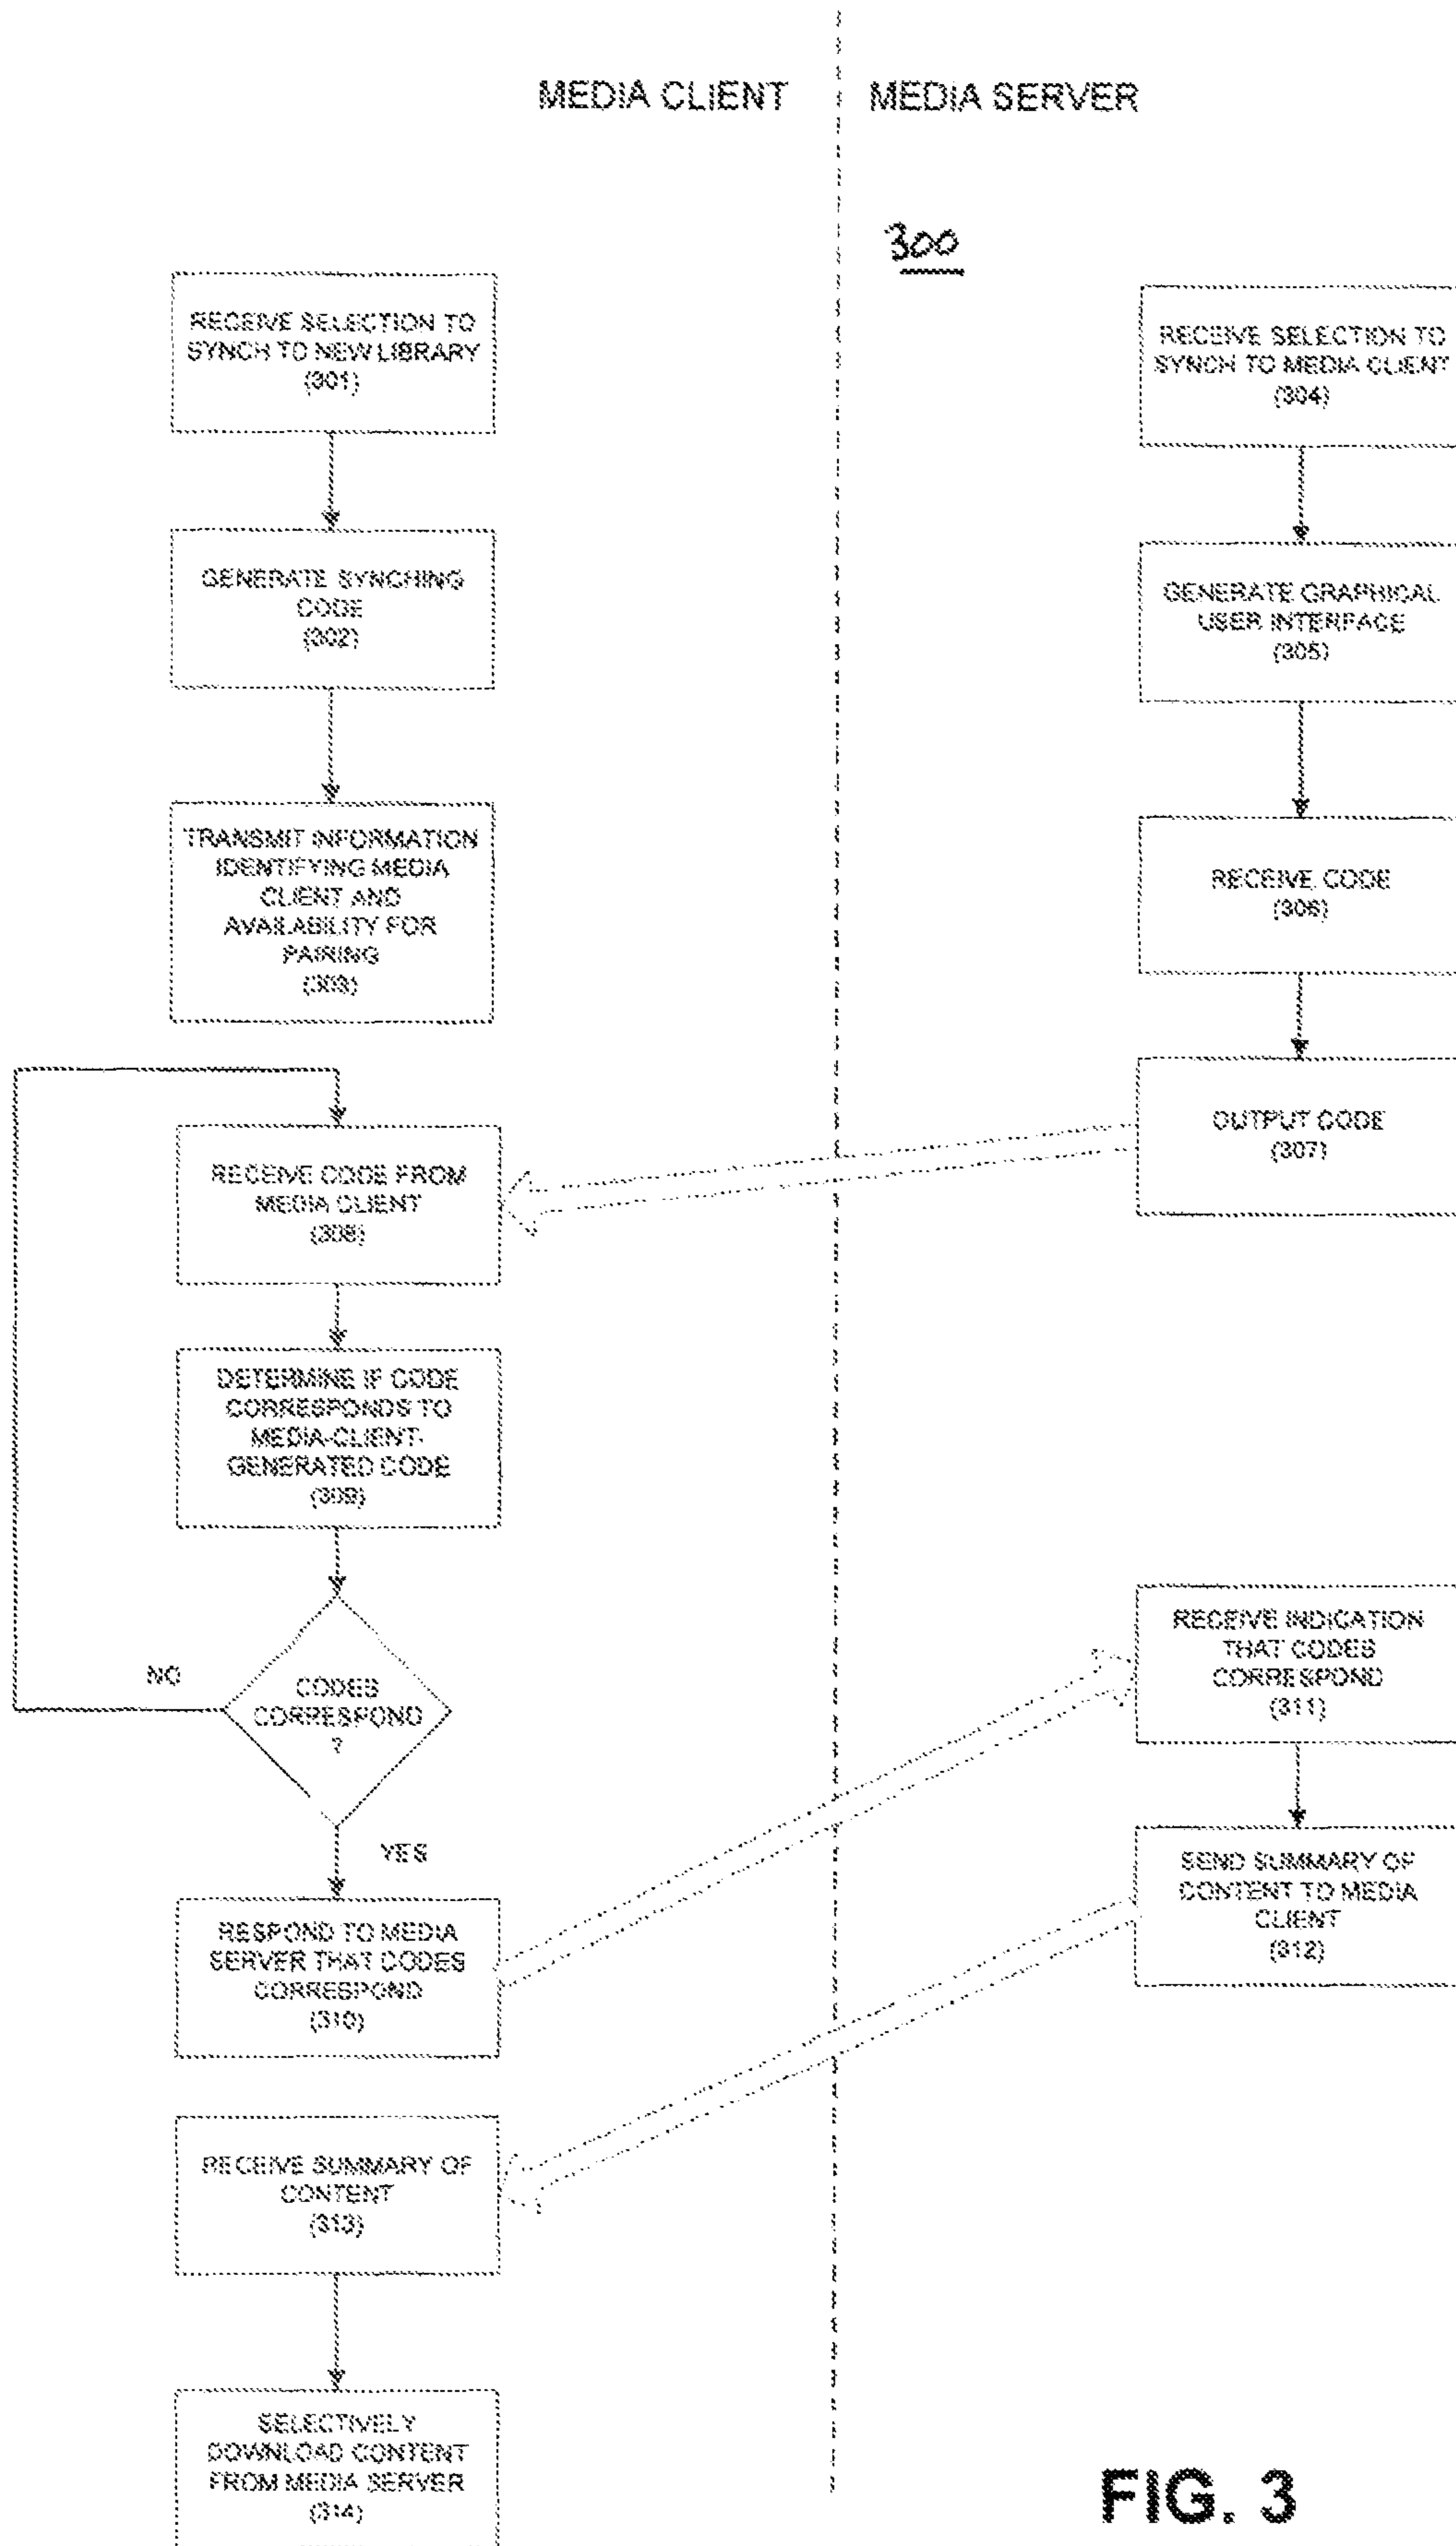 MEDIA CLIENT
MEDIA SERVER
300
RECEIVE SELECTION TO
SYNCH TO NEW LIBRARY
(301)
GENERATE SYNCHING
CODE
(302)
TRANSMIT INFORMATION
IDENTIFYING MEDIA
CLIENT AND
AVAILABILITY FOR
PAIRING
(303)
RECEIVE SELECTION TO
SYNCH TO MEDIA CLIENT
(304)
GENERATE GRAPHICAL
USER INTERFACE
(305)
RECEIVE CODE
(306)
OUTPUT CODE
(307)
RECEIVE CODE FROM
MEDIA CLIENT
(308)
DETERMINE IF CODE
CORRESPONDS TO
MEDIA-CLIENT-
GENERATED CODE
(309)
NO
CODES
CORRESPOND
?
YES
RESPOND TO MEDIA
SERVER THAT CODES
CORRESPOND
(310)
RECEIVE INDICATION
THAT CODES
CORRESPOND
(311)
SEND SUMMARY OF
CONTENT TO MEDIA
CLIENT
(312)
RECEIVE SUMMARY OF
CONTENT
(313)
SELECTIVELY
DOWNLOAD CONTENT
FROM MEDIA SERVER
(314)
FIG. 3